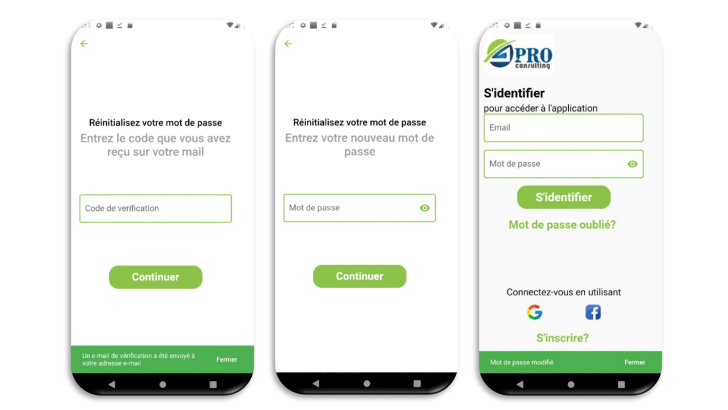 Réinitialisez votre mot de passe
Entrez le code que vous avez
reçu sur votre mail
Code de verification
Continuer
Un e-mail de vérification a été envoyé à
votre adresse e-mail
Fermer
Réinitialisez votre mot de passe
Entrez votre nouveau mot de
passe
Mot de passe
Continuer
PRO
consulting
S'identifier
pour accéder à l'application
Email
Mot de passe
S'identifier
Mot de passe oublié?
Connectez-vous en utilisant
S'inscrire?
Mot de passe modifié
Fermer